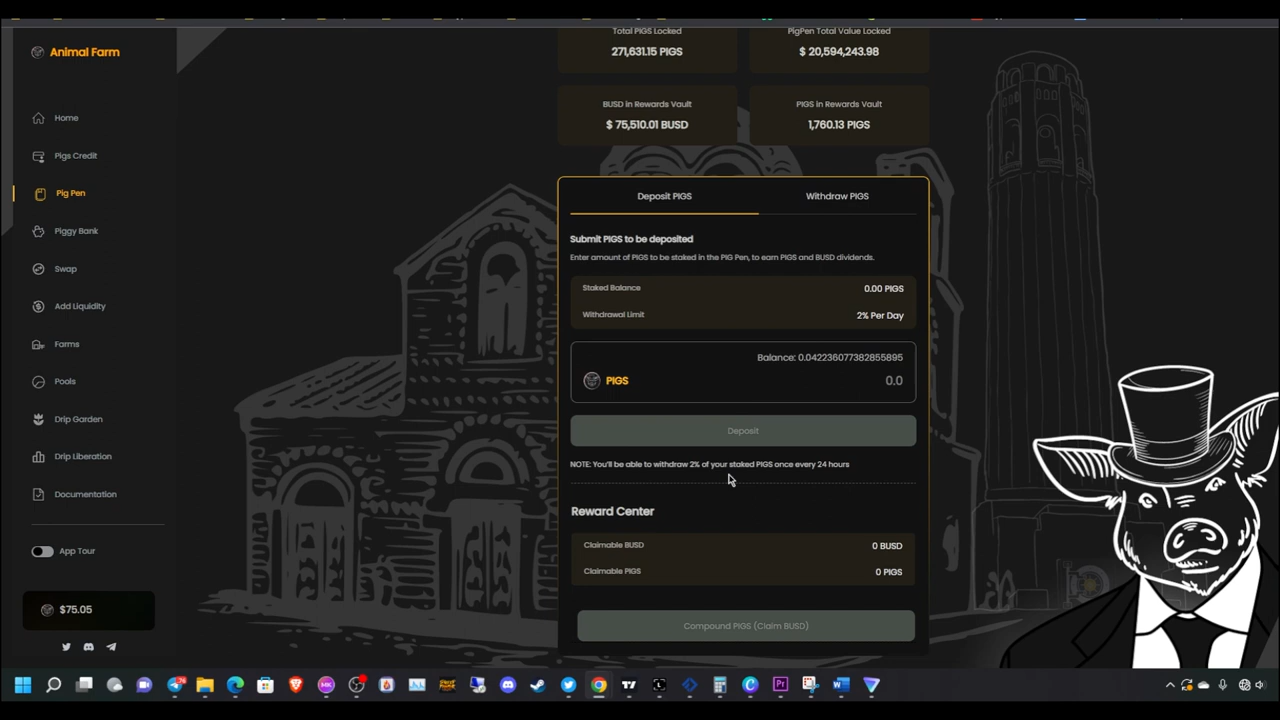 Animal Farm
Home
Pigs Credit
Pig Pen
Piggy Bank
Swap
Add Liquidity
Farms
Pools
Drip Garden
Drip Liberation
Documentation
App Tour
$75.05
Total PIGS Locked
271,631.15 PIGS
PigPen Total Value Locked
$ 20,594,243.98
BUSD in Rewards Vault
$ 75,510.01 BUSD
PIGS in Rewards Vault
1,760.13 PIGS
Deposit PIGS
Withdraw PIGS
Submit PIGS to be deposited
Enter amount of PIGS to be staked in the PIG Pen, to earn PIGS and BUSD dividends.
Staked Balance 0.00 PIGS
Withdrawal Limit 2% Per Day
Balance: 0.042236077382855895
PIGS 0.0
Deposit
NOTE: You'll be able to withdraw 2% of your staked PIGS once every 24 hours
Reward Center
Claimable BUSD 0 BUSD
Claimable PIGS 0 PIGS
Compound PIGS (Claim BUSD)